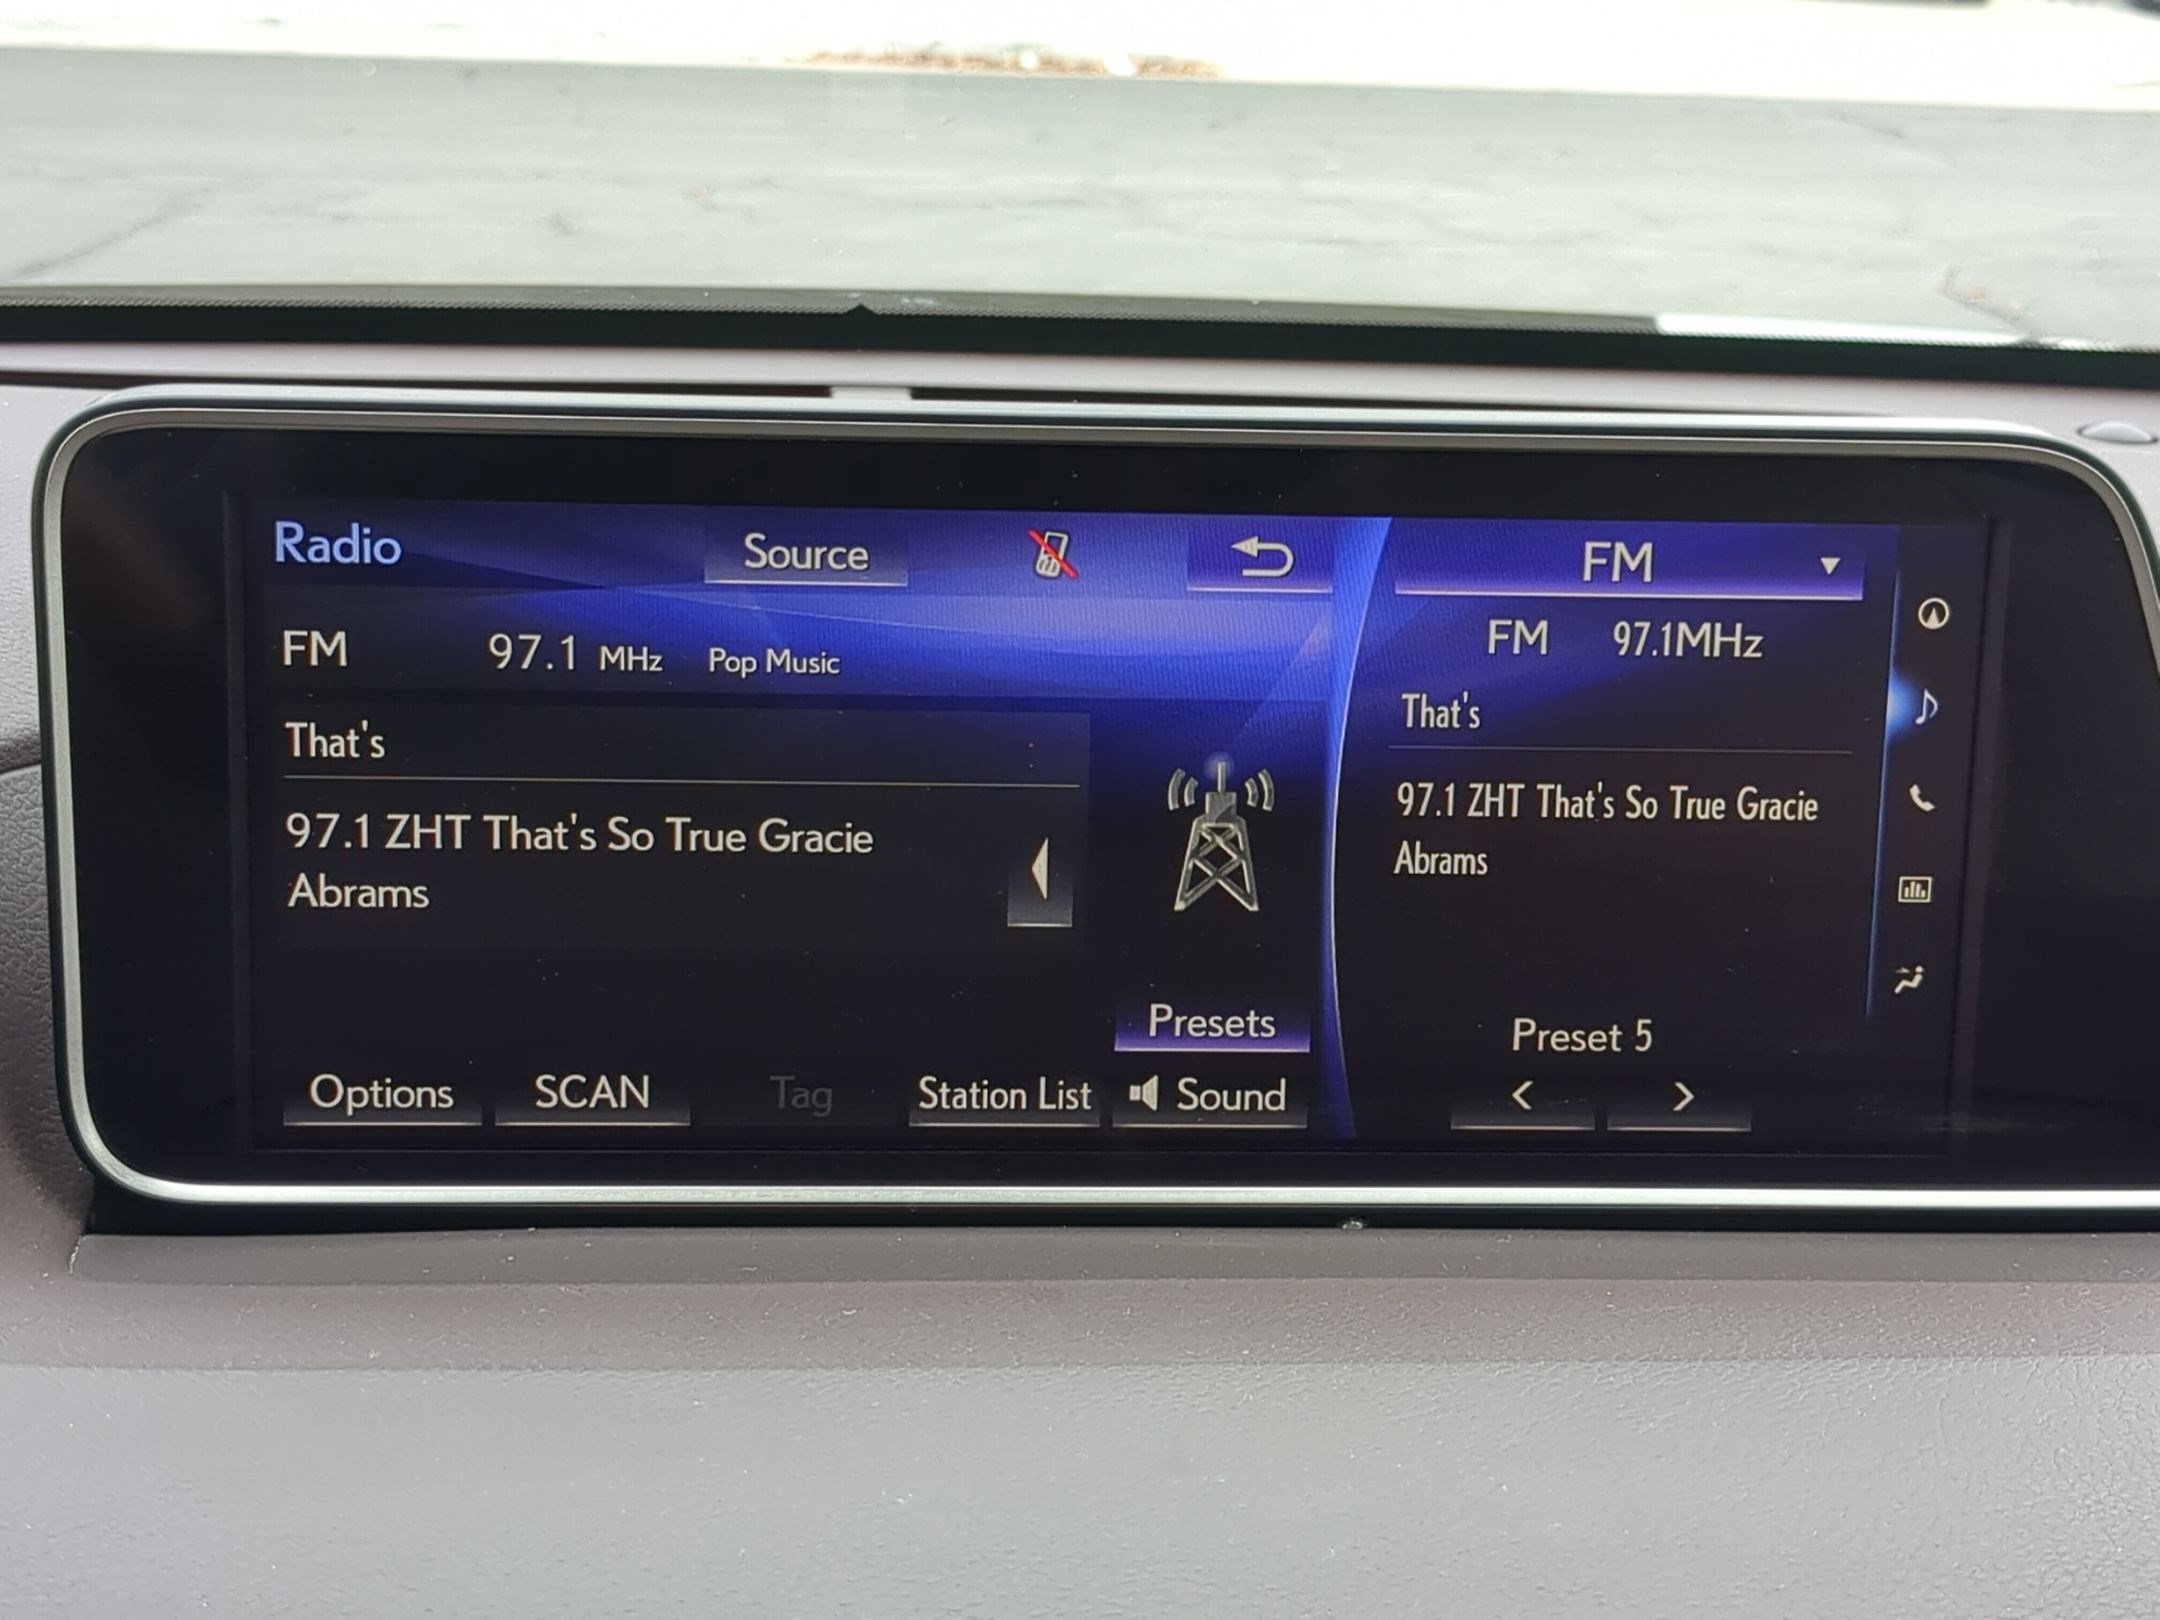 Radio
Source
FM 97.1 MHz Pop Music
That's
97.1 ZHT That's So True Gracie
Abrams
Presets
Options SCAN Tag Station List Sound
FM
FM 97.1MHz
That's
97.1 ZHT That's So True Gracie
Abrams
Preset 5